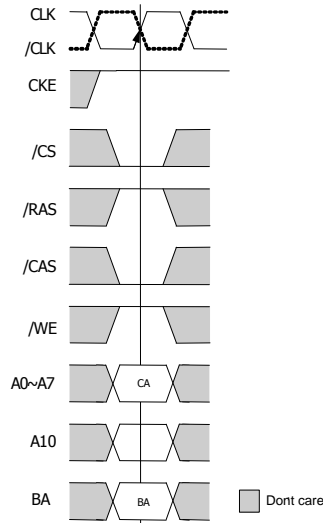 CLK
/CLK
CKE
/CS
/RAS
/CAS
/WE
A0~A7
CA
A10
BA
BA
Dont care